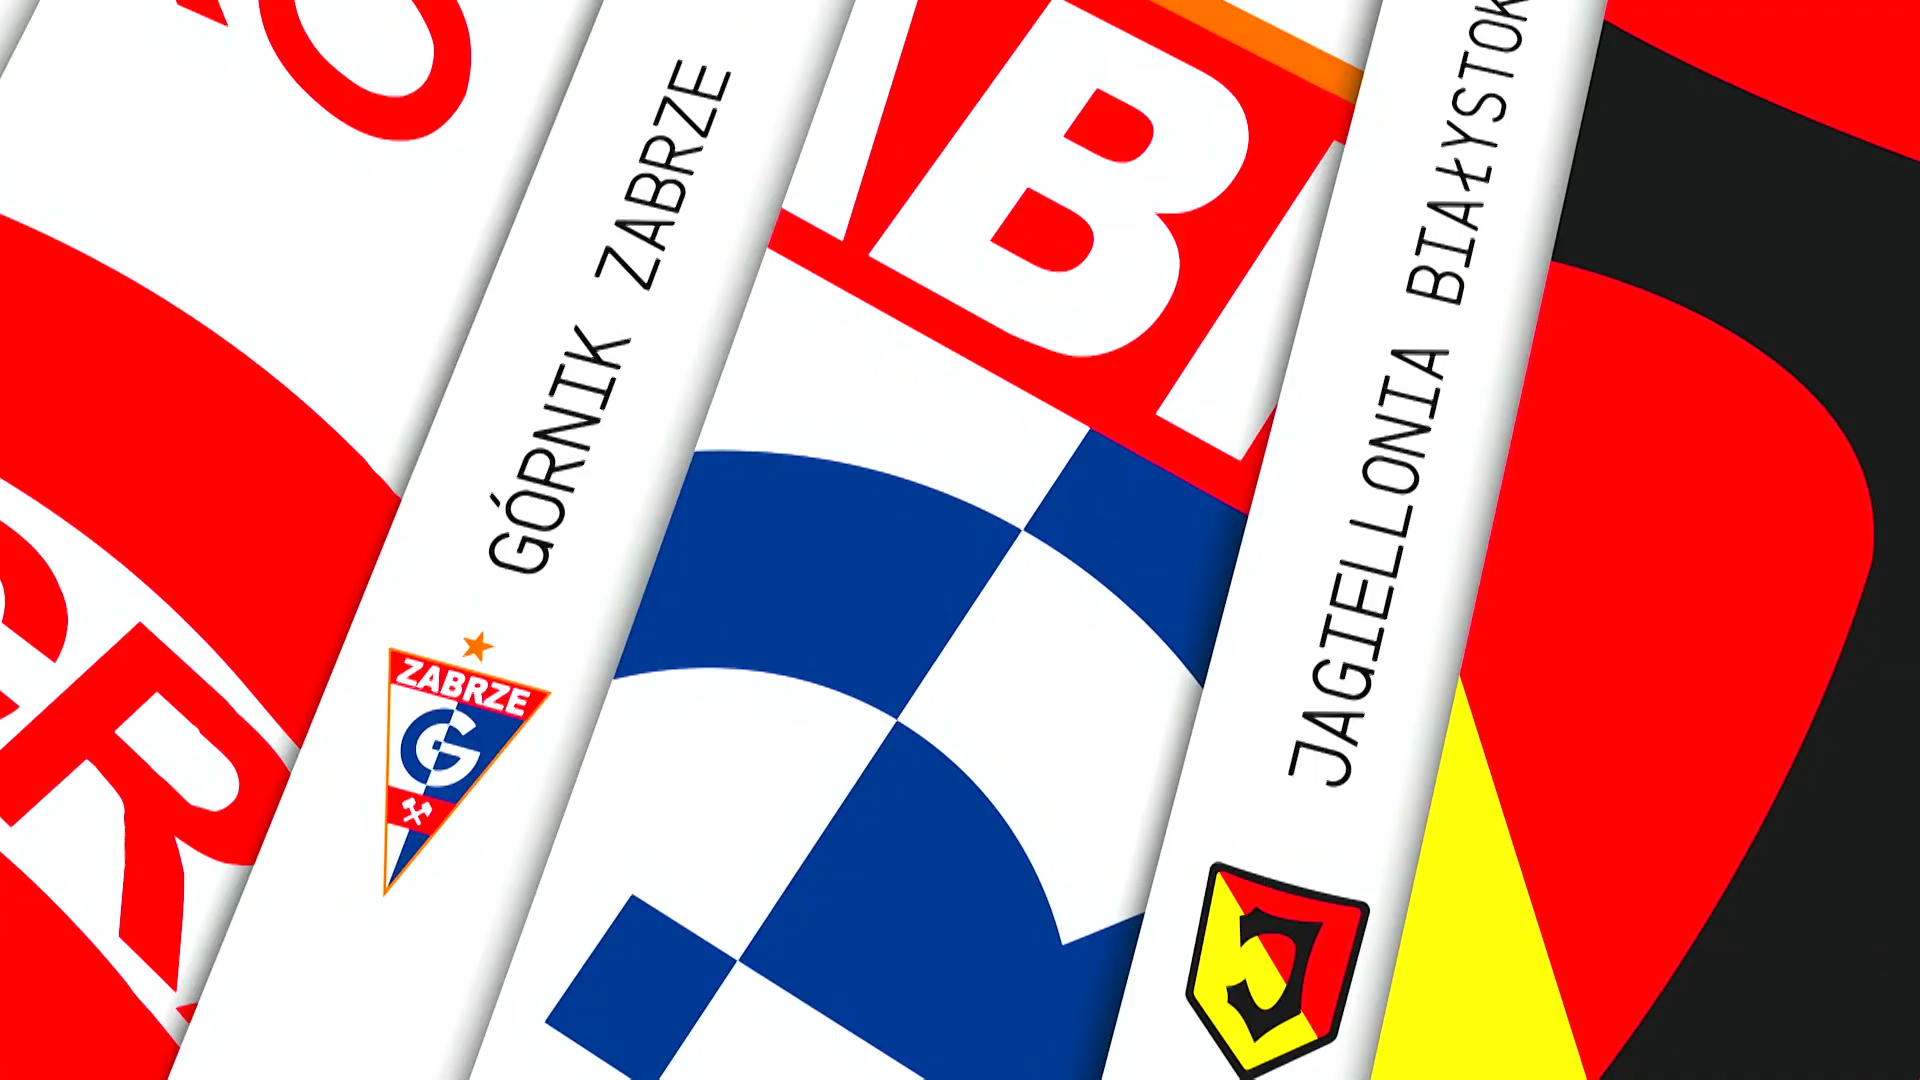 GÓRNIK ZABRZE
ZABRZE
G
JAGIELLONIA BIAŁYSTOK
J